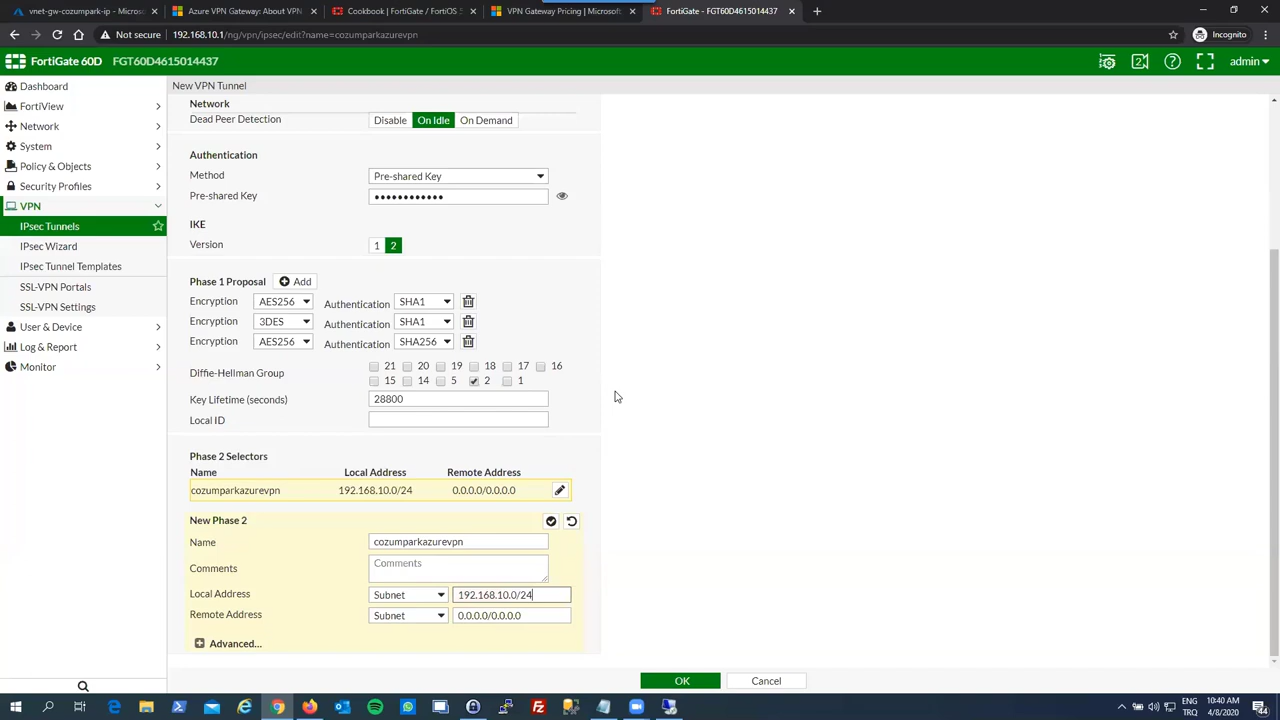 vnet-gw-cozumpark-ip - Microsoft Azure VPN Gateway: About VPN Cookbook | FortiGate / FortiOS VPN Gateway Pricing | Microsoft FortiGate - FGT60D4615014437
Not secure 192.168.10.1/ng/vpn/ipsec/edit?name=cozumparkazurevpn Incognito
FortiGate 60D FGT60D4615014437 admin
Dashboard
FortiView
Network
System
Policy & Objects
Security Profiles
VPN
IPsec Tunnels
IPsec Wizard
IPsec Tunnel Templates
SSL-VPN Portals
SSL-VPN Settings
User & Device
Log & Report
Monitor
New VPN Tunnel
Network
Dead Peer Detection Disable On Idle On Demand
Authentication
Method Pre-shared Key
Pre-shared Key ••••••••••••
IKE
Version 1 2
Phase 1 Proposal Add
Encryption AES256 Authentication SHA1
Encryption 3DES Authentication SHA1
Encryption AES256 Authentication SHA256
21 20 19 18 17 16
Diffie-Hellman Group
15 14 5 2 1
Key Lifetime (seconds) 28800
Local ID
Phase 2 Selectors
Name Local Address Remote Address
cozumparkazurevpn 192.168.10.0/24 0.0.0.0/0.0.0.0
New Phase 2
Name cozumparkazurevpn
Comments Comments
Local Address Subnet 192.168.10.0/24
Remote Address Subnet 0.0.0.0/0.0.0.0
Advanced...
OK Cancel
ENG 10:40 AM
TRQ 4/8/2020 44